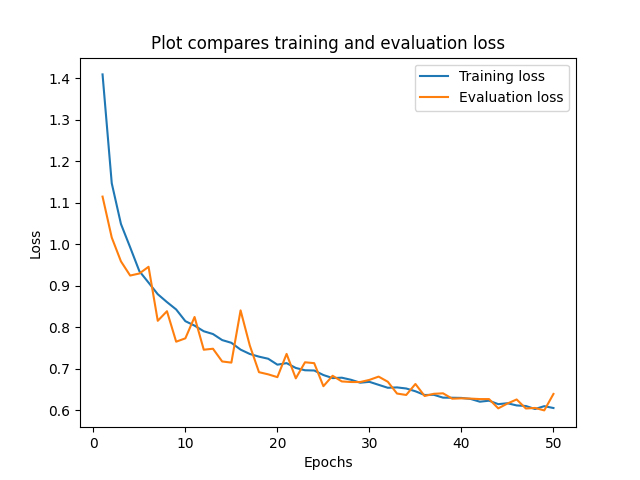 Plot compares training and evaluation loss
Training loss
Evaluation loss
1.4
1.3
1.2
1.1
1.0
0.9
0.8
0.7
0.6
Loss
0 10 20 30 40 50
Epochs